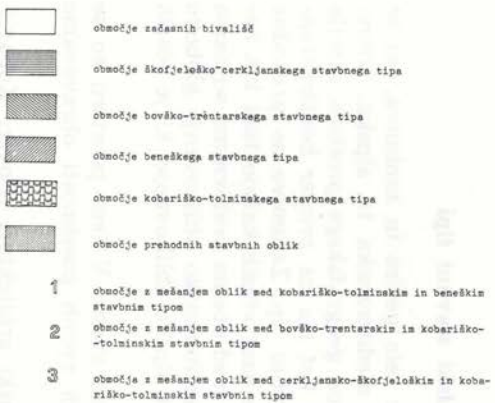 območje začasnih bivališč
območje škofjeloško-cerkljanskega stavbnega tipa
območje bovško-trentarskega stavbnega tipa
območje beneškega stavbnega tipa
območje kobariško-tolminskega stavbnega tipa
območje prehodnih stavbnih oblik
1 območje z mešanjem oblik med kobariško-tolminskim in beneškim
stavbnim tipom
2 območje z mešanjem oblik med bovško-trentarskim in kobariško-
-tolminskim stavbnim tipom
3 območja z mešanjem oblik med cerkljansko-škofjeloškim in koba-
riško-tolminskim stavbnim tipom